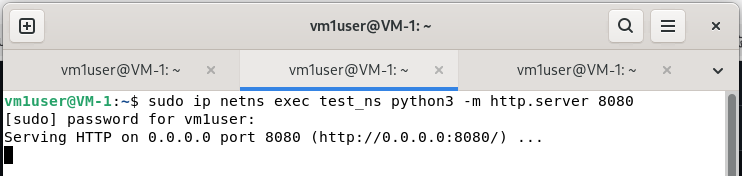 vm1user@VM-1: ~
vm1user@VM-1: ~
vm1user@VM-1: ~
vm1user@VM-1: ~
vm1user@VM-1:~$ sudo ip netns exec test_ns python3 -m http.server 8080
[sudo] password for vm1user:
Serving HTTP on 0.0.0.0 port 8080 (http://0.0.0.0:8080/) ...